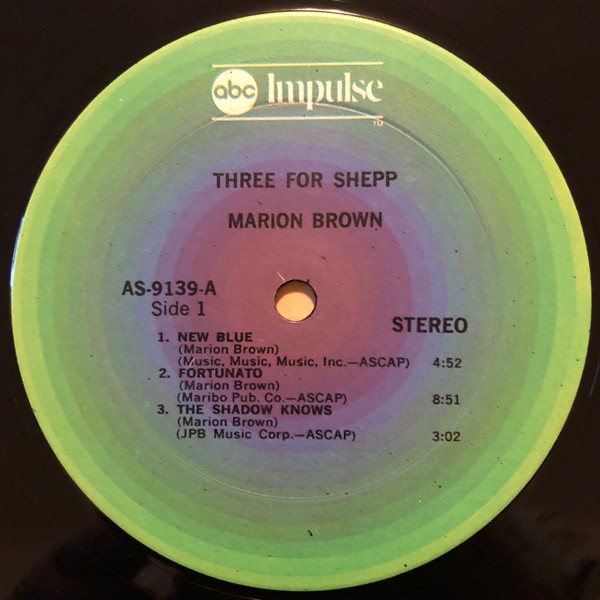 abc Impulse
TM
THREE FOR SHEPP
MARION BROWN
AS-9139-A
Side 1
STEREO
1. NEW BLUE
(Marion Brown)
(Music, Music, Music, Inc.—ASCAP) 4:52
2. FORTUNATO
(Marion Brown)
(Maribo Pub. Co.—ASCAP) 8:51
3. THE SHADOW KNOWS
(Marion Brown)
(JPB Music Corp.—ASCAP) 3:02